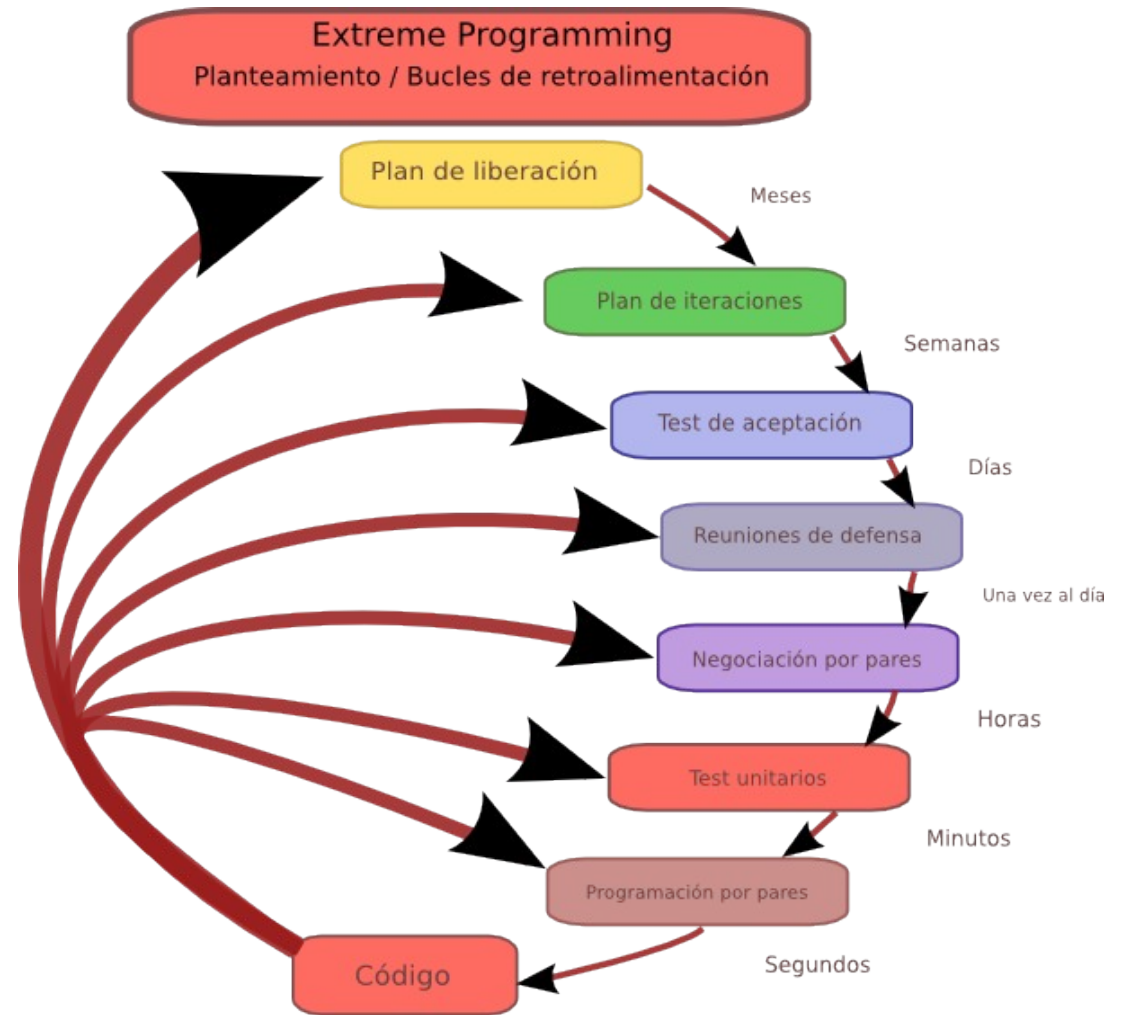 Extreme Programming
Planteamiento / Bucles de retroalimentación
Plan de liberación
Meses
Plan de iteraciones
Semanas
Test de aceptación
Días
Reuniones de defensa
Una vez al día
Negociación por pares
Horas
Test unitarios
Minutos
Programación por pares
Segundos
Código